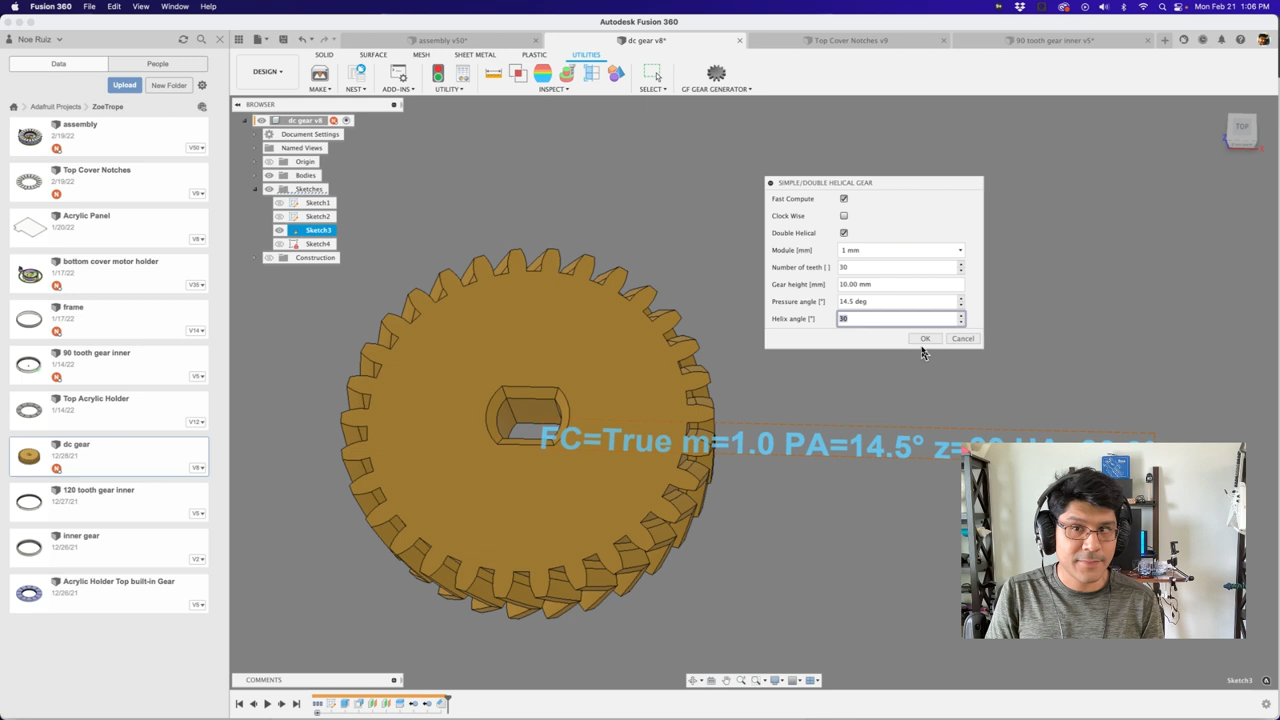 Fusion 360 File Edit View Window Help
Mon Feb 21 1:06 PM
Autodesk Fusion 360
Noe Ruiz
assembly v50*
dc gear v8*
Top Cover Notches v9
90 tooth gear inner v5*
Data People
SOLID SURFACE MESH SHEET METAL PLASTIC UTILITIES
DESIGN
MAKE NEST ADD-INS UTILITY INSPECT SELECT GF GEAR GENERATOR
Upload New Folder
Adafruit Projects ZoeTrope
assembly
2/19/22
V50
Top Cover Notches
2/19/22
V9
Acrylic Panel
1/20/22
V8
bottom cover motor holder
1/17/22
V36
frame
1/17/22
V14
90 tooth gear inner
1/14/22
V5
Top Acrylic Holder
1/14/22
V12
dc gear
12/28/21
V8
120 tooth gear inner
12/27/21
V5
inner gear
12/26/21
V2
Acrylic Holder Top built-in Gear
12/26/21
V5
BROWSER
dc gear v8
Document Settings
Named Views
Origin
Bodies
Sketches
Sketch1
Sketch2
Sketch3
Sketch4
Construction
TOP
Z
X
SIMPLE/DOUBLE HELICAL GEAR
Fast Compute
Clock Wise
Double Helical
Module [mm] 1 mm
Number of teeth [ ] 30
Gear height [mm] 10.00 mm
Pressure angle [°] 14.5 deg
Helix angle [°] 30
OK Cancel
FC=True m=1.0 PA=14.5°
COMMENTS
Sketch3